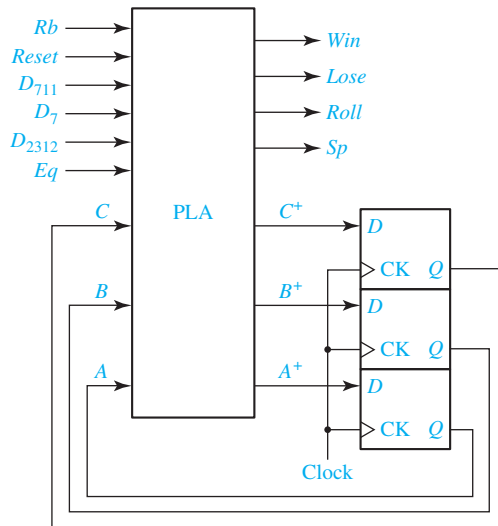 Rb
Reset
D711
D7
D2312
Eq
C
B
A
PLA
Win
Lose
Roll
Sp
C+
B+
A+
D
CK Q
D
CK Q
D
CK Q
Clock